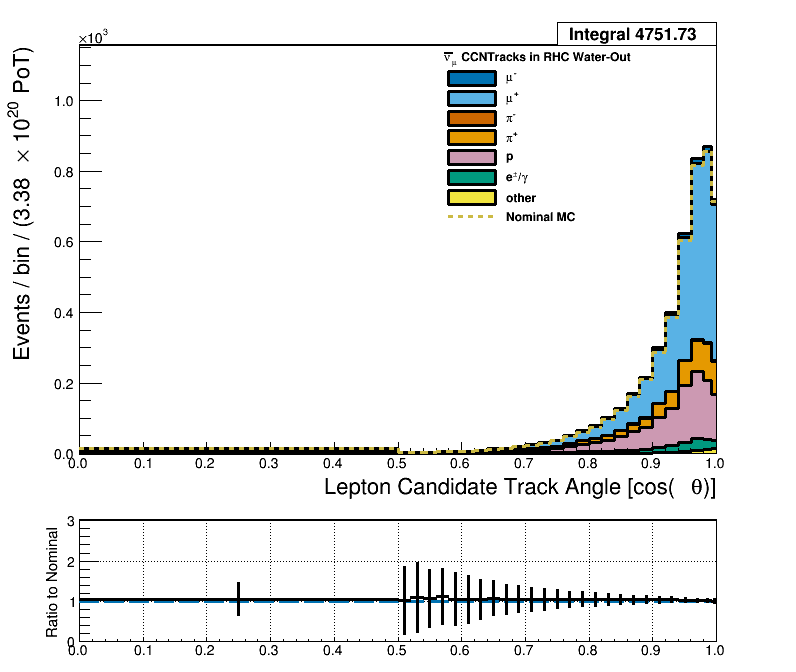 ×10³
Integral 4751.73
Events / bin / (3.38 × 10²⁰ PoT)
ν̅μ CCNTracks in RHC Water-Out
μ⁻
μ⁺
π⁻
π⁺
p
e±/γ
other
Nominal MC
1.0
0.8
0.6
0.4
0.2
0.0
0.0 0.1 0.2 0.3 0.4 0.5 0.6 0.7 0.8 0.9 1.0
Lepton Candidate Track Angle [cos( θ)]
Ratio to Nominal
3
2
1
0
0.0 0.1 0.2 0.3 0.4 0.5 0.6 0.7 0.8 0.9 1.0